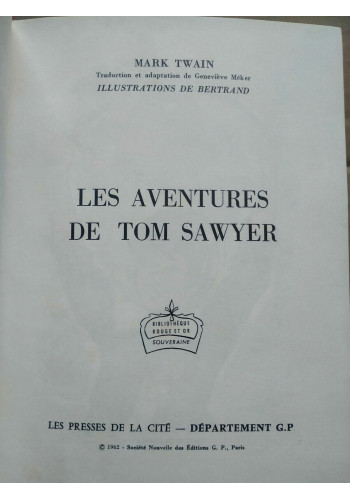 MARK TWAIN
Traduction et adaptation de Geneviève Méker
ILLUSTRATIONS DE BERTRAND
LES AVENTURES
DE TOM SAWYER
BIBLIOTHÈQUE
ROUGE ET OR
SOUVERAINE
LES PRESSES DE LA CITÉ — DÉPARTEMENT G.P
© 1962 - Société Nouvelle des Éditions G. P., Paris